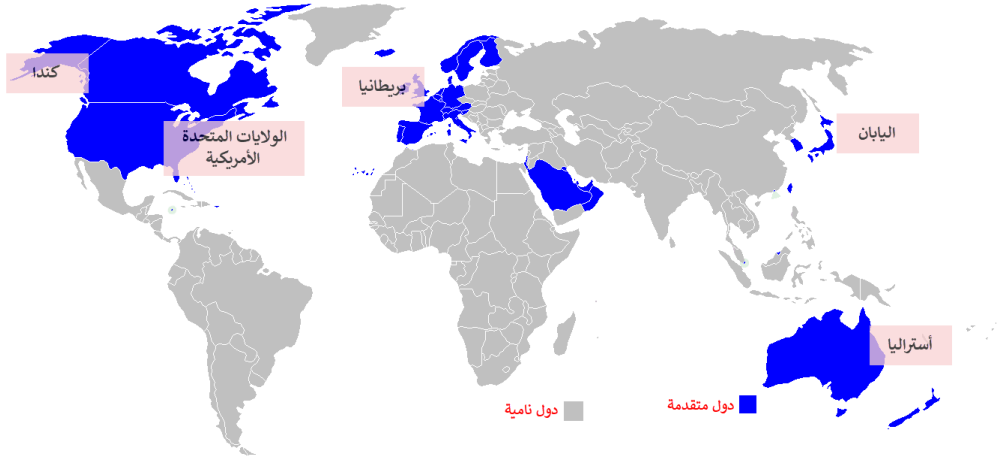 كندا
بريطانيا
الولايات المتحدة
الأمريكية
اليابان
أستراليا
دول متقدمة
دول نامية